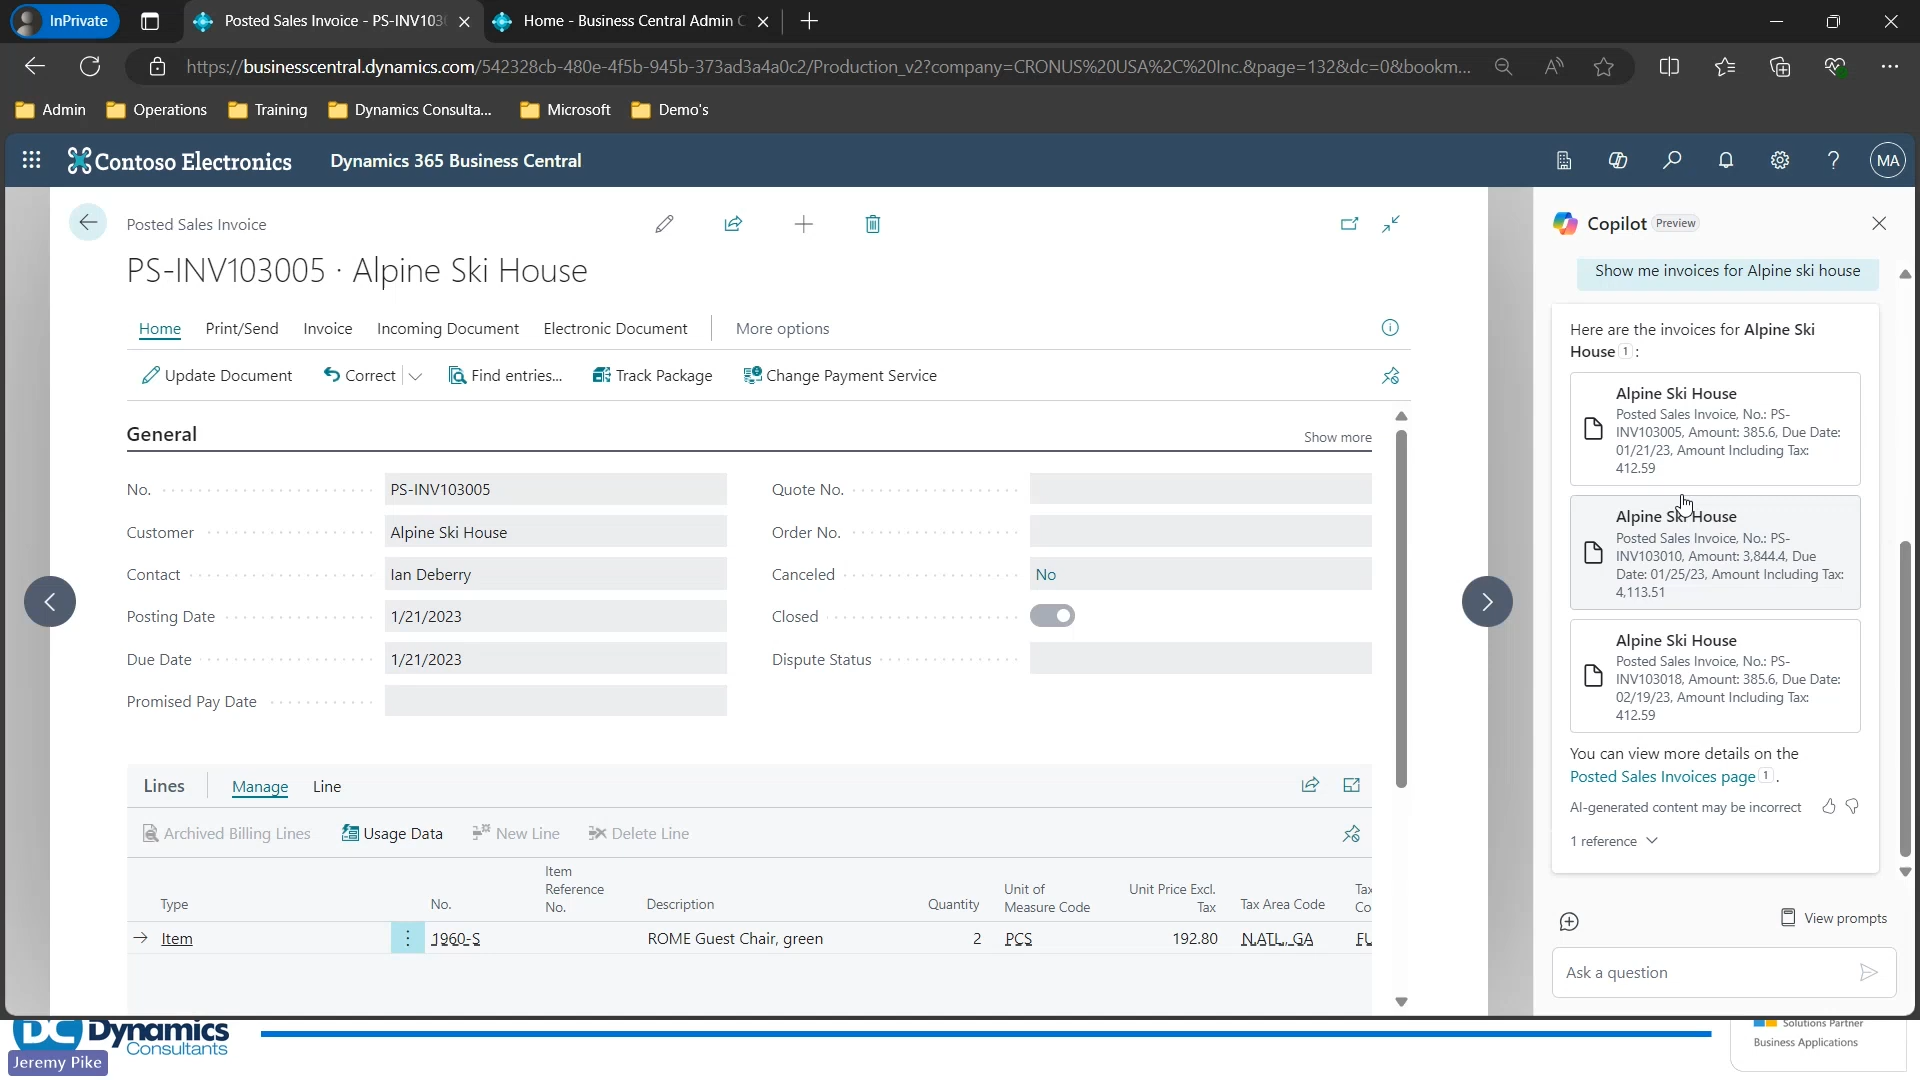 InPrivate
Posted Sales Invoice - PS-INV103
Home - Business Central Admin C
https://businesscentral.dynamics.com/542328cb-480e-4f5b-945b-373ad3a4a0c2/Production_v2?company=CRONUS%20USA%2C%20Inc.&page=132&dc=0&bookm...
Admin
Operations
Training
Dynamics Consulta...
Microsoft
Demo's
Contoso Electronics
Dynamics 365 Business Central
MA
Posted Sales Invoice
PS-INV103005 · Alpine Ski House
Home
Print/Send
Invoice
Incoming Document
Electronic Document
More options
Update Document
Correct
Find entries...
Track Package
Change Payment Service
General
Show more
No.
PS-INV103005
Customer
Alpine Ski House
Contact
Ian Deberry
Posting Date
1/21/2023
Due Date
1/21/2023
Promised Pay Date
Quote No.
Order No.
Canceled
No
Closed
Dispute Status
Lines
Manage
Line
Archived Billing Lines
Usage Data
New Line
Delete Line
Type
No.
Item
Reference
No.
Description
Quantity
Unit of
Measure Code
Unit Price Excl.
Tax
Tax Area Code
Tax
Co
Item
1960-S
ROME Guest Chair, green
2
PCS
192.80
N.ATL., GA
FU
Copilot
Preview
Show me invoices for Alpine ski house
Here are the invoices for Alpine Ski
House 1 :
Alpine Ski House
Posted Sales Invoice, No.: PS-
INV103005, Amount: 385.6, Due Date:
01/21/23, Amount Including Tax:
412.59
Alpine Ski House
Posted Sales Invoice, No.: PS-
INV103010, Amount: 3,844.4, Due
Date: 01/25/23, Amount Including Tax:
4,113.51
Alpine Ski House
Posted Sales Invoice, No.: PS-
INV103018, Amount: 385.6, Due Date:
02/19/23, Amount Including Tax:
412.59
You can view more details on the
Posted Sales Invoices page 1 .
AI-generated content may be incorrect
1 reference
View prompts
Ask a question
DC Dynamics
Consultants
Jeremy Pike
Solutions Partner
Business Applications